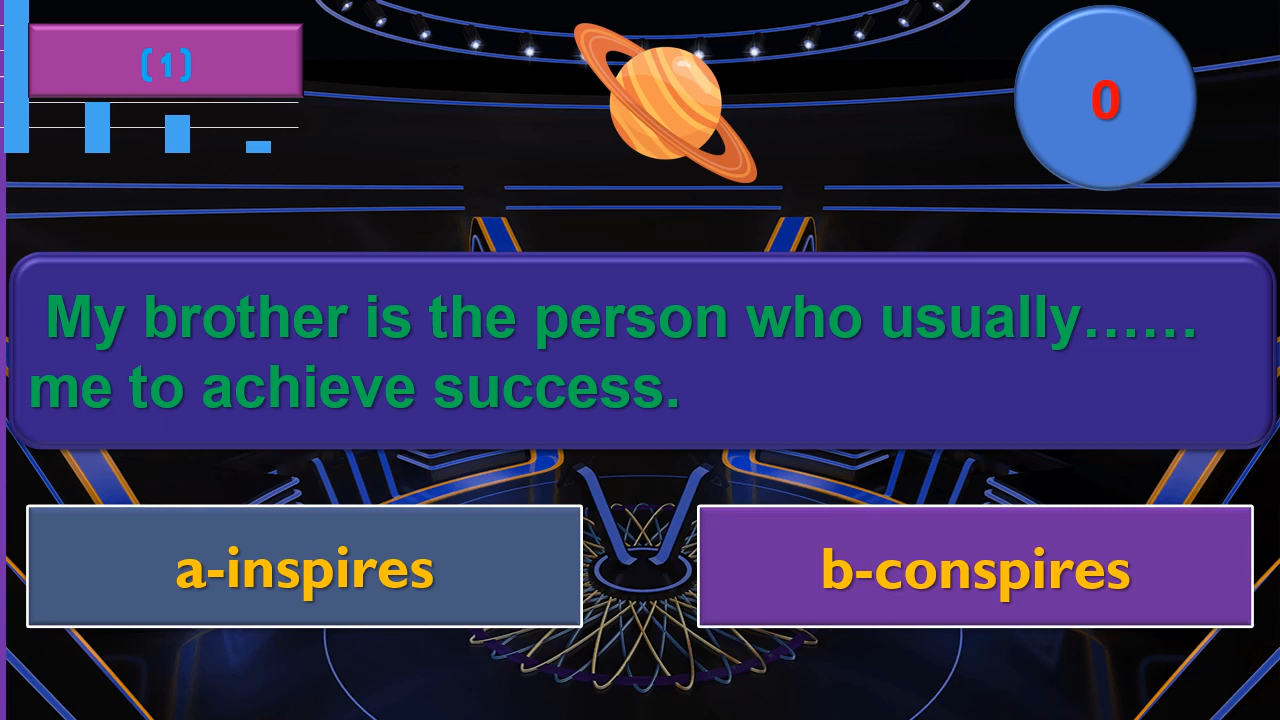 (1)
0
My brother is the person who usually……
me to achieve success.
a-inspires
b-conspires